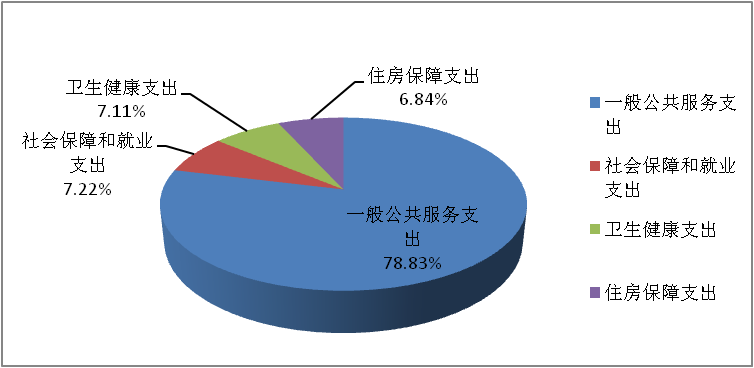 卫生健康支出
7.11%
住房保障支出
6.84%
社会保障和就业
支出
7.22%
一般公共服务支
出
78.83%
一般公共服务支
出
社会保障和就业
支出
卫生健康支出
住房保障支出